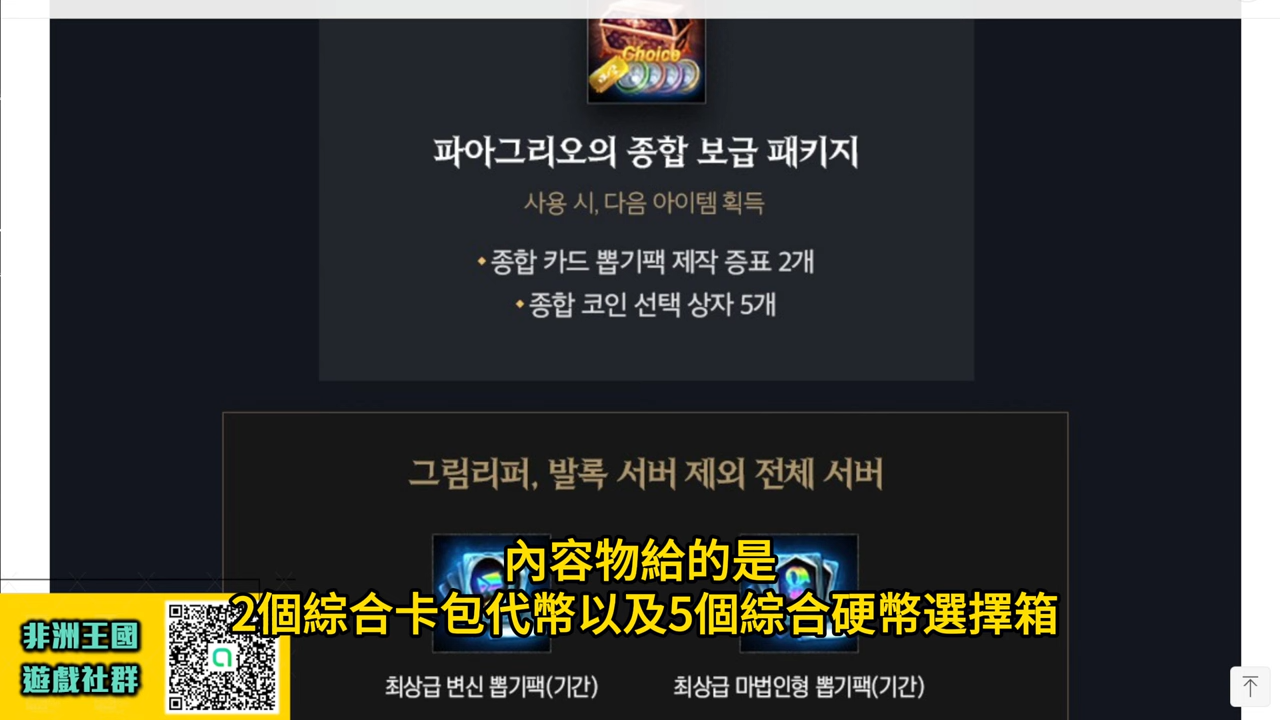 Choice
파아그리오의 종합 보급 패키지
사용 시, 다음 아이템 획득
종합 카드 뽑기팩 제작 증표 2개
종합 코인 선택 상자 5개
그림리퍼, 발록 서버 제외 전체 서버
內容物給的是
2個綜合卡包代幣以及5個綜合硬幣選擇箱
非洲王國
遊戲社群
최상급 변신 뽑기팩(기간)
최상급 마법인형 뽑기팩(기간)